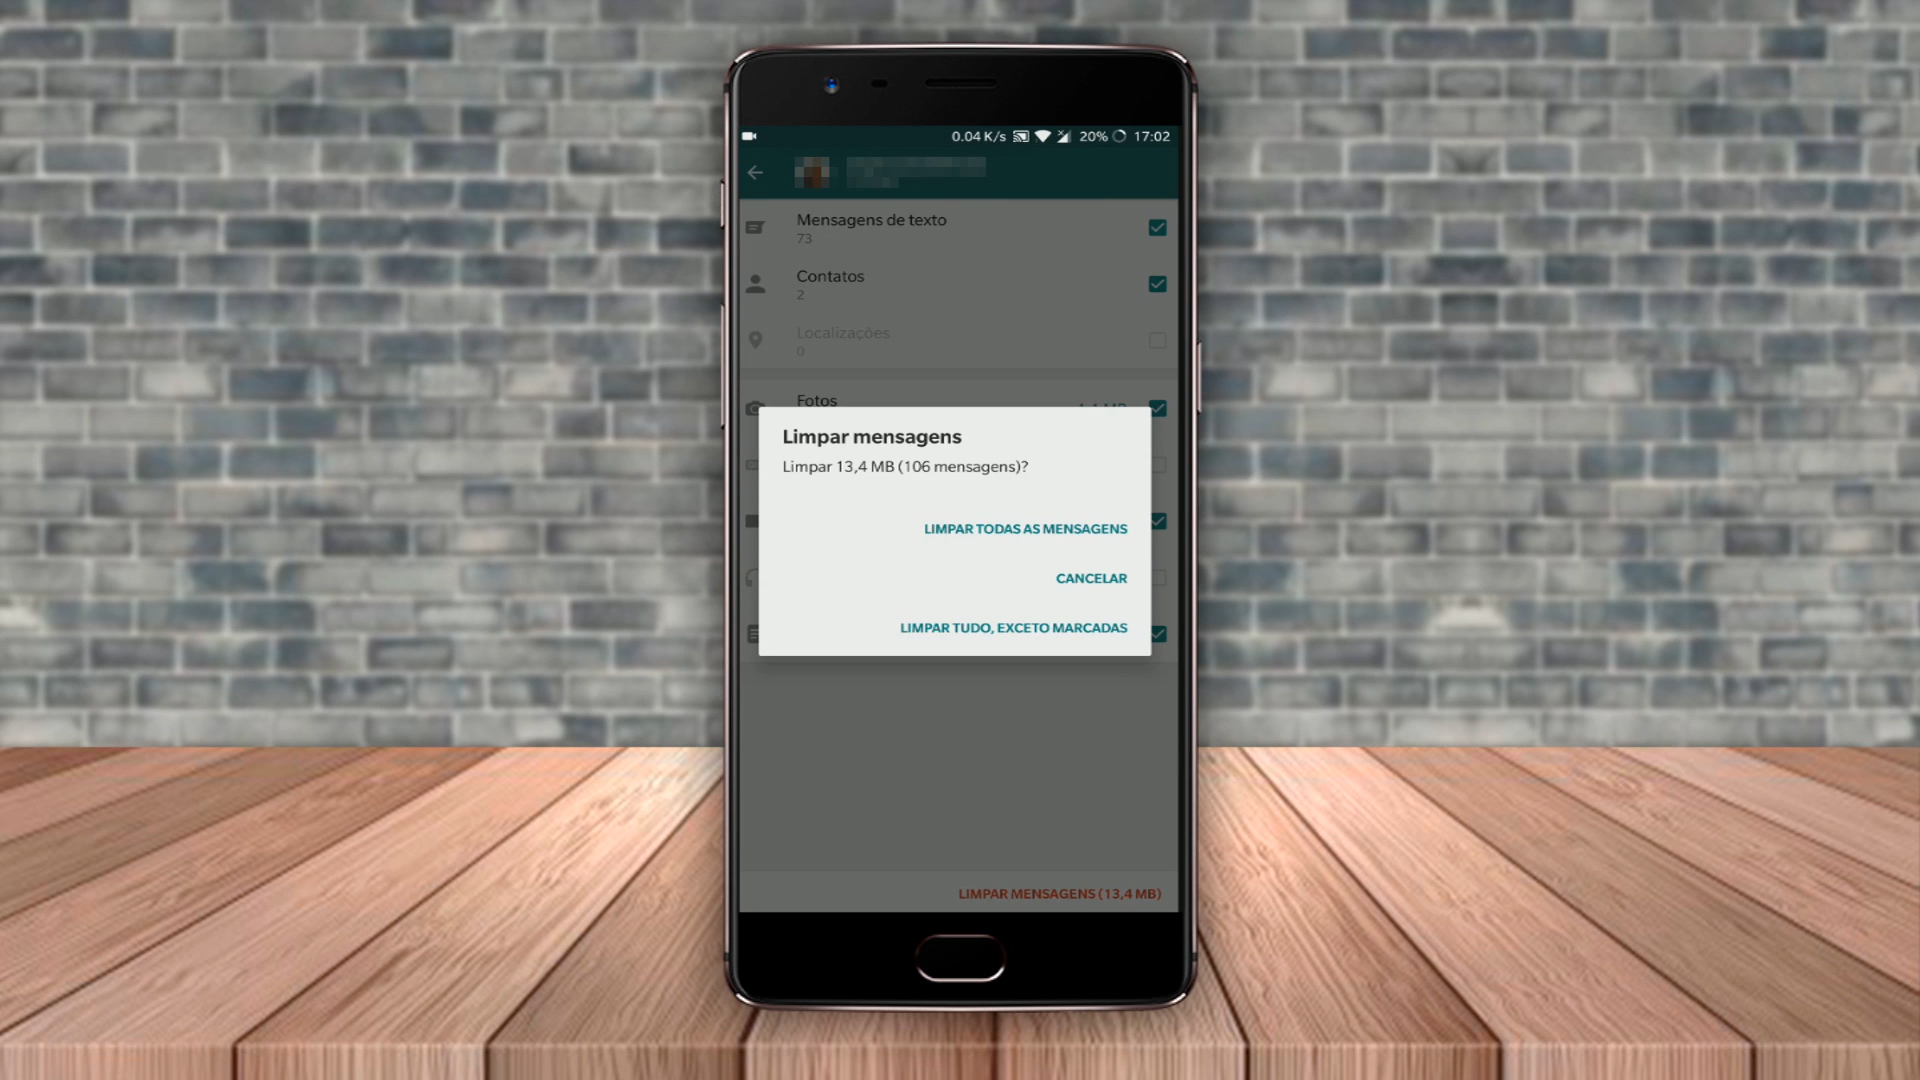 0.04 K/s 20% 17:02
Mensagens de texto
73
Contatos
2
Localizações
0
Fotos
Limpar mensagens
Limpar 13,4 MB (106 mensagens)?
LIMPAR TODAS AS MENSAGENS
CANCELAR
LIMPAR TUDO, EXCETO MARCADAS
LIMPAR MENSAGENS (13,4 MB)